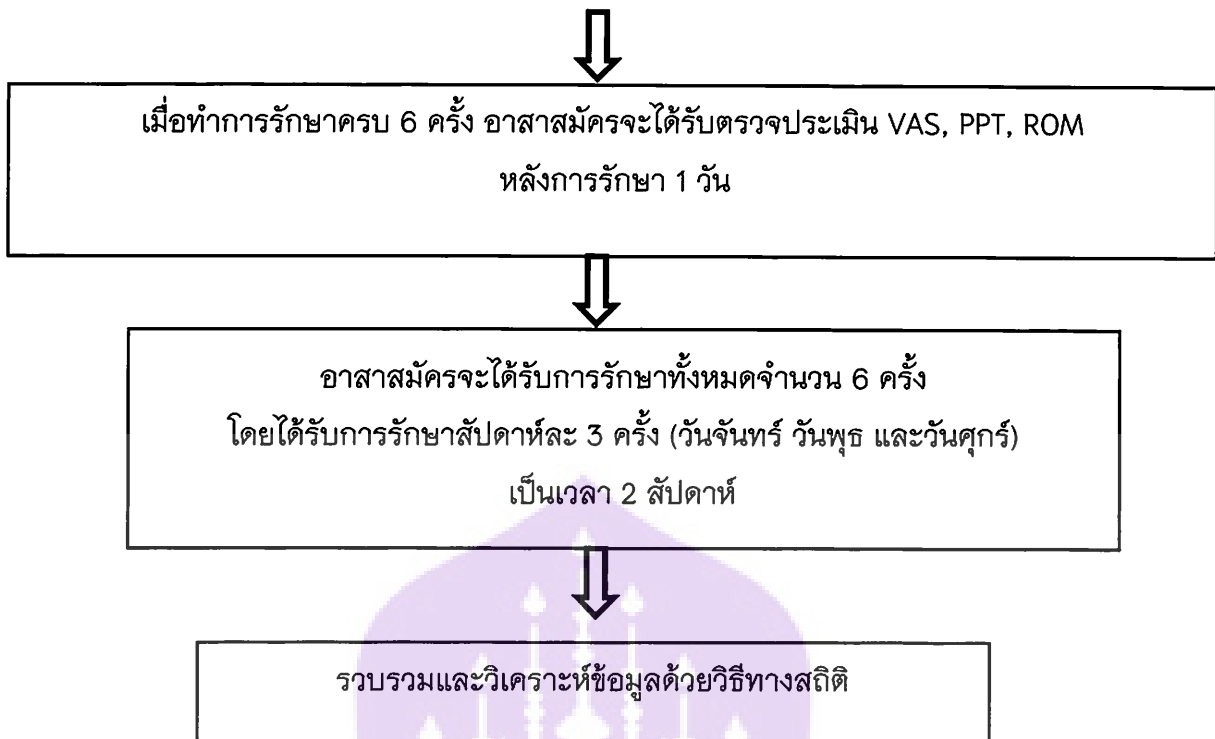 เมื่อทำการรักษาครบ 6 ครั้ง อาสาสมัครจะได้รับตรวจประเมิน VAS, PPT, ROM
หลังการรักษา 1 วัน
อาสาสมัครจะได้รับการรักษาทั้งหมดจำนวน 6 ครั้ง
โดยได้รับการรักษาสัปดาห์ละ 3 ครั้ง (วันจันทร์ วันพุธ และวันศุกร์)
เป็นเวลา 2 สัปดาห์
รวบรวมและวิเคราะห์ข้อมูลด้วยวิธีทางสถิติ